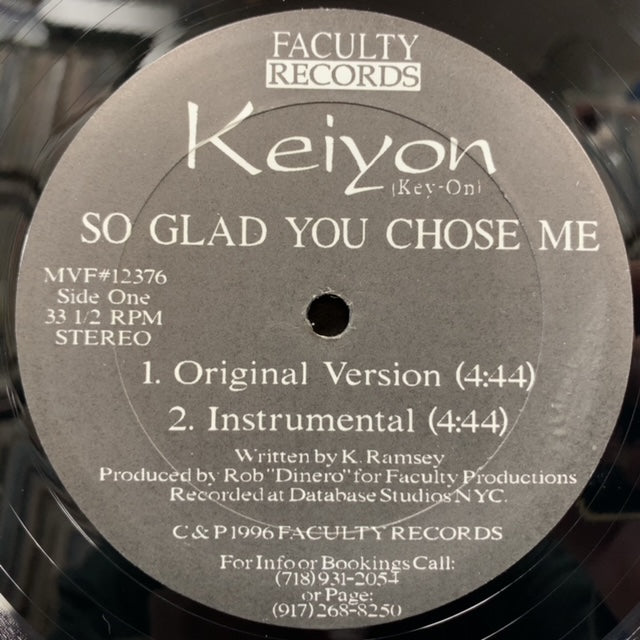 FACULTY
RECORDS
Keiyon
(Key-On)
SO GLAD YOU CHOSE ME
MVF#12376
Side One
33 1/2 RPM
STEREO
1. Original Version (4:44)
2. Instrumental (4:44)
Written by K. Ramsey
Produced by Rob "Dinero" for Faculty Productions
Recorded at Database Studios NYC.
C & P 1996 FACULTY RECORDS
For Info or Bookings Call:
(718) 931-2054
or Page:
(917) 268-8250